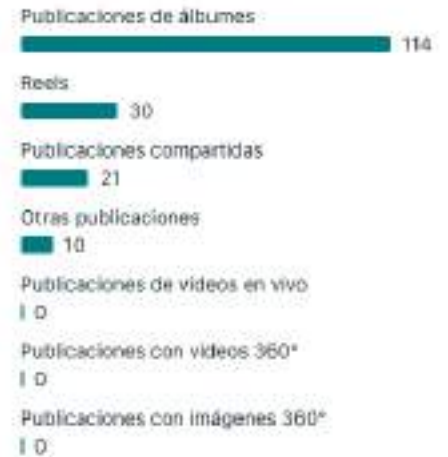 Publicaciones de álbumes
114
Reels
30
Publicaciones compartidas
21
Otras publicaciones
10
Publicaciones de videos en vivo
0
Publicaciones con videos 360°
0
Publicaciones con imágenes 360°
0